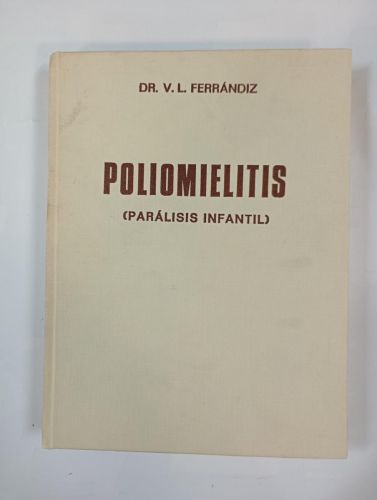 DR. V. L. FERRÁNDIZ
POLIOMIELITIS
(PARÁLISIS INFANTIL)